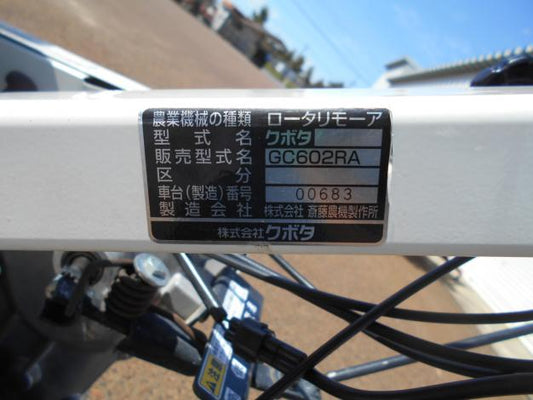 農業機械の種類 ロータリモーア
型式名 クボタ
販売型式名 GC602RA
区分
車台(製造)番号 00683
製造会社 株式会社 斎藤農機製作所
株式会社クボタ
注意